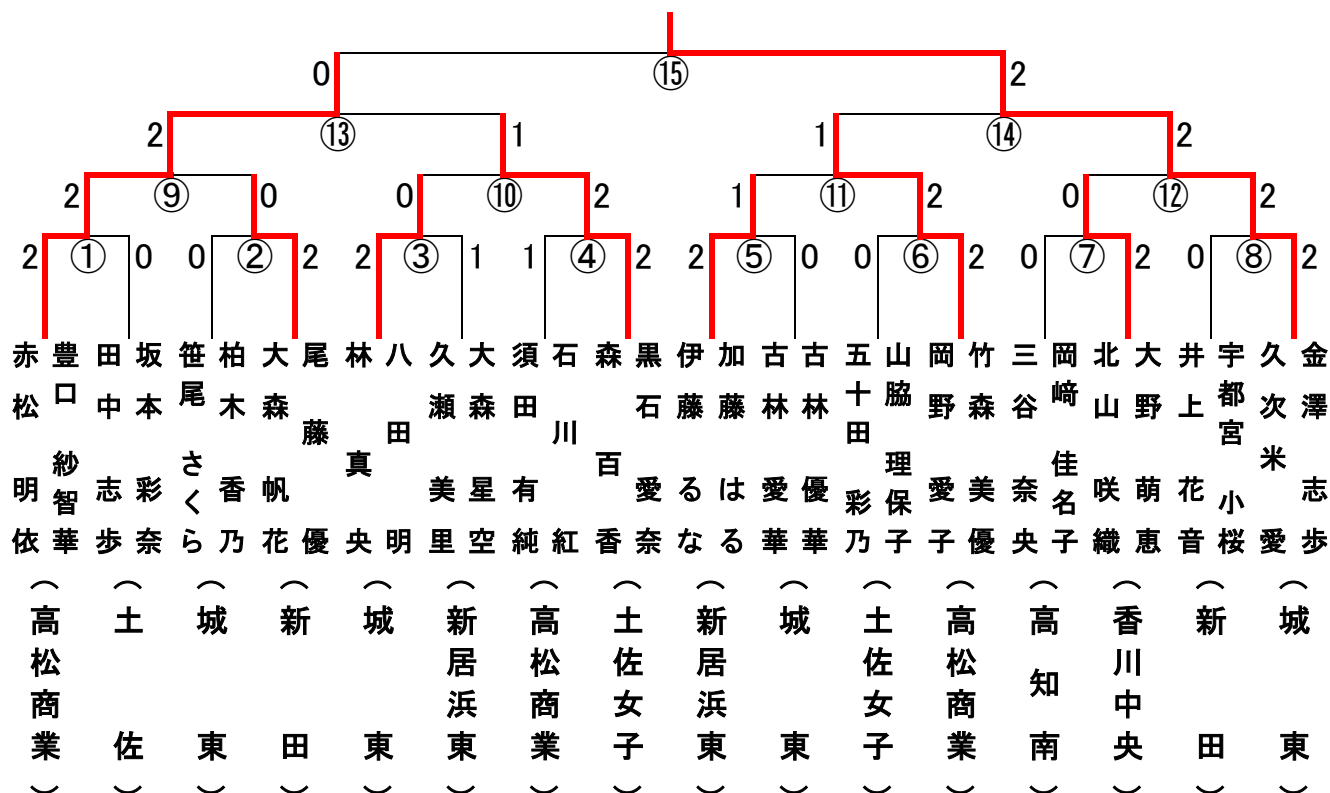 ⑮
0 2
⑬ ⑭
2 1 1 2
⑨ ⑩ ⑪ ⑫
2 0 0 2 1 2 0 2
① ② ③ ④ ⑤ ⑥ ⑦ ⑧
2 0 0 2 2 1 1 2 2 0 0 2 0 2 0 2
赤松明依
豊口紗智華
田中志歩
坂本彩奈
笹尾さくら
柏木香乃
大森帆花
尾藤優
林真央
八田明
久瀬美里
大森星空
須田有純
石川紅
森百香
黒石愛奈
伊藤るな
加藤はる
古林愛華
古林優華
五十田彩乃
山脇理保子
岡野愛子
竹森美優
三谷奈央
岡﨑佳名子
北山咲織
大野萌恵
井上花音
宇都宮小桜
久次米愛
金澤志歩
（高松商業）
（土佐）
（城東）
（新田）
（城東）
（新居浜東）
（高松商業）
（土佐女子）
（新居浜東）
（城東）
（土佐女子）
（高松商業）
（高知南）
（香川中央）
（新田）
（城東）